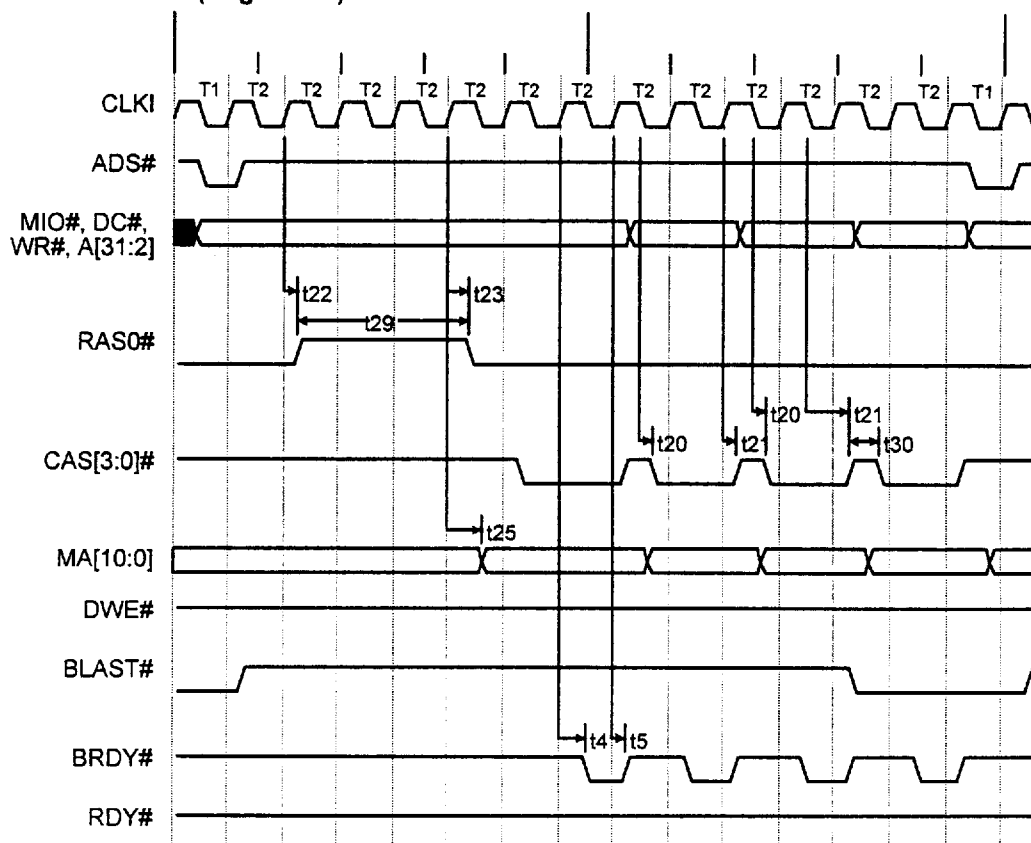 T1 T2 T2 T2 T2 T2 T2 T2 T2 T2 T2 T2 T2 T2 T1
CLKI
ADS#
MIO#, DC#,
WR#, A[31:2]
t22 t23
t29
RAS0#
t20 t21
t20 t21 t30
CAS[3:0]#
t25
MA[10:0]
DWE#
BLAST#
t4 t5
BRDY#
RDY#